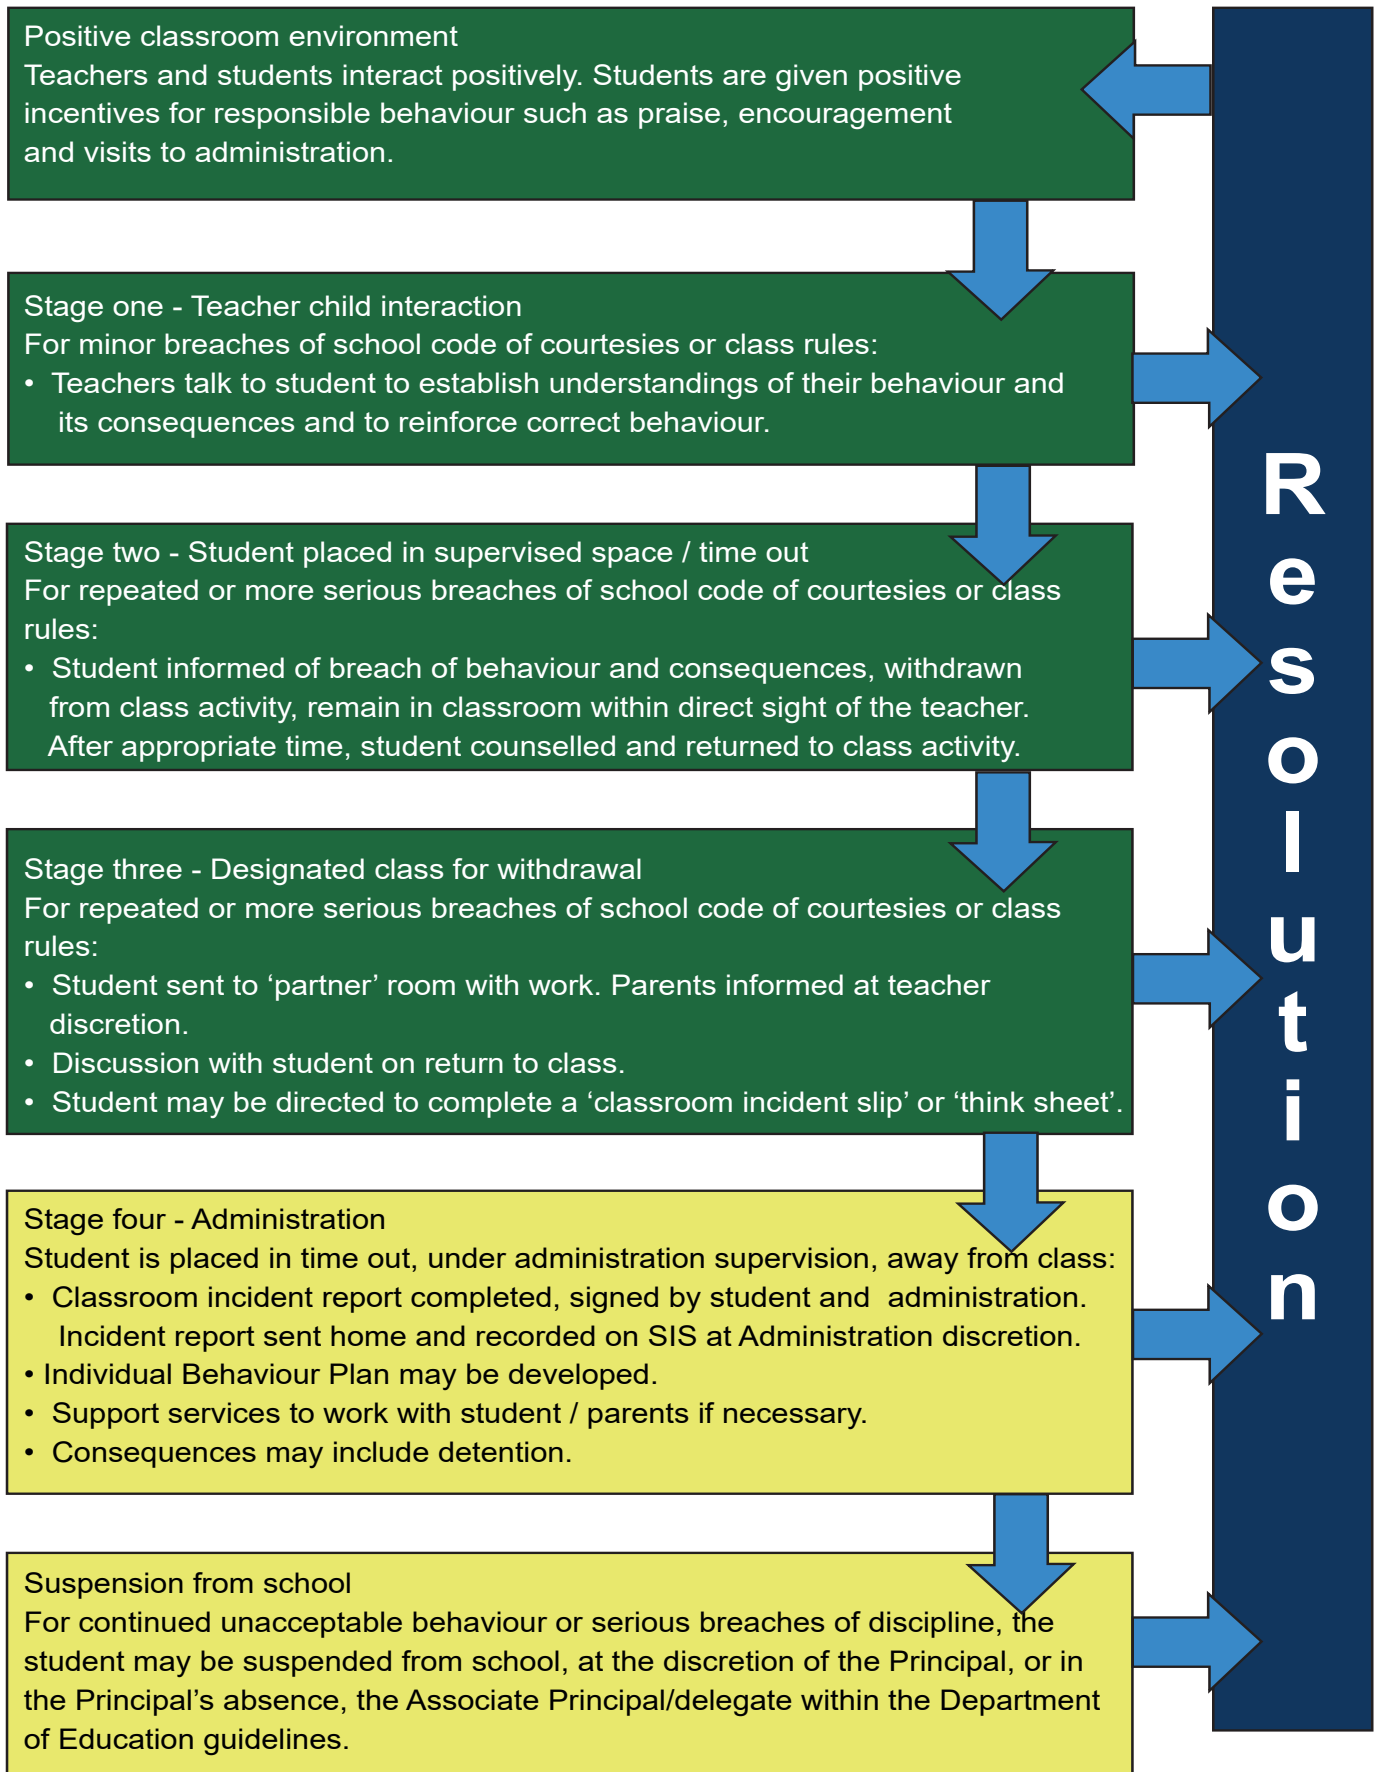 Positive classroom environment
Teachers and students interact positively. Students are given positive
incentives for responsible behaviour such as praise, encouragement
and visits to administration.
Stage one - Teacher child interaction
For minor breaches of school code of courtesies or class rules:
• Teachers talk to student to establish understandings of their behaviour and
its consequences and to reinforce correct behaviour.
Stage two - Student placed in supervised space / time out
For repeated or more serious breaches of school code of courtesies or class
rules:
• Student informed of breach of behaviour and consequences, withdrawn
from class activity, remain in classroom within direct sight of the teacher.
After appropriate time, student counselled and returned to class activity.
Stage three - Designated class for withdrawal
For repeated or more serious breaches of school code of courtesies or class
rules:
• Student sent to ‘partner’ room with work. Parents informed at teacher
discretion.
• Discussion with student on return to class.
• Student may be directed to complete a ‘classroom incident slip’ or ‘think sheet’.
Stage four - Administration
Student is placed in time out, under administration supervision, away from class:
• Classroom incident report completed, signed by student and administration.
Incident report sent home and recorded on SIS at Administration discretion.
• Individual Behaviour Plan may be developed.
• Support services to work with student / parents if necessary.
• Consequences may include detention.
Suspension from school
For continued unacceptable behaviour or serious breaches of discipline, the
student may be suspended from school, at the discretion of the Principal, or in
the Principal’s absence, the Associate Principal/delegate within the Department
of Education guidelines.
Resolution